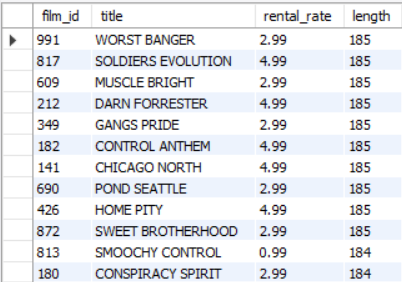 film_id title rental_rate length
991 WORST BANGER 2.99 185
817 SOLDIERS EVOLUTION 4.99 185
609 MUSCLE BRIGHT 2.99 185
212 DARN FORRESTER 4.99 185
349 GANGS PRIDE 2.99 185
182 CONTROL ANTHEM 4.99 185
141 CHICAGO NORTH 4.99 185
690 POND SEATTLE 2.99 185
426 HOME PITY 4.99 185
872 SWEET BROTHERHOOD 2.99 185
813 SMOOCHY CONTROL 0.99 184
180 CONSPIRACY SPIRIT 2.99 184